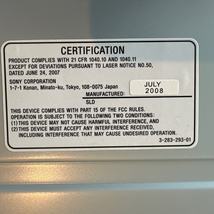 CERTIFICATION
PRODUCT COMPLIES WITH 21 CFR 1040.10 AND 1040.11
EXCEPT FOR DEVIATIONS PURSUANT TO LASER NOTICE NO.50,
DATED JUNE 24, 2007
SONY CORPORATION
1-7-1 Konan, Minato-ku, Tokyo, 108-0075 Japan
MANUFACTURED
JULY
2008
SLD
THIS DEVICE COMPLIES WITH PART 15 OF THE FCC RULES.
OPERATION IS SUBJECT TO THE FOLLOWING TWO CONDITIONS:
(1) THIS DEVICE MAY NOT CAUSE HARMFUL INTERFERENCE, AND
(2) THIS DEVICE MUST ACCEPT ANY INTERFERENCE
RECEIVED, INCLUDING INTERFERENCE THAT MAY CAUSE
UNDESIRED OPERATION.
3-283-293-01